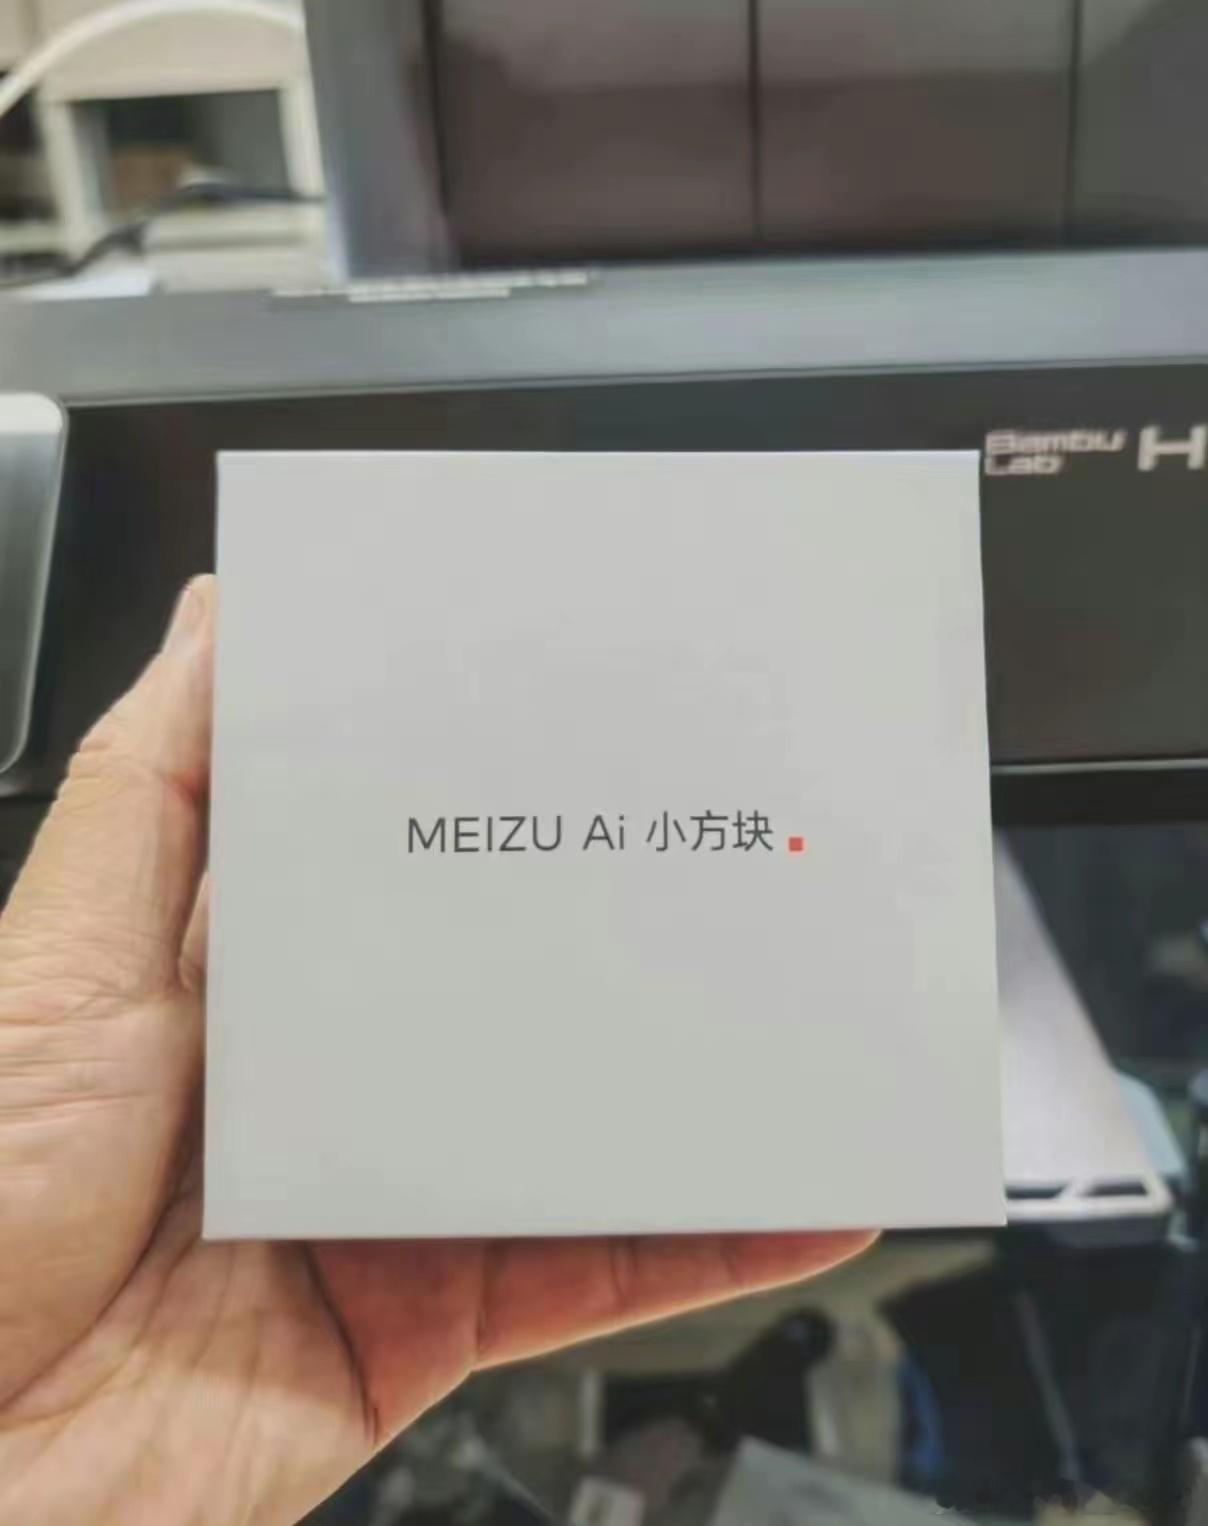 Bambu
Lab H
MEIZU Ai 小方块